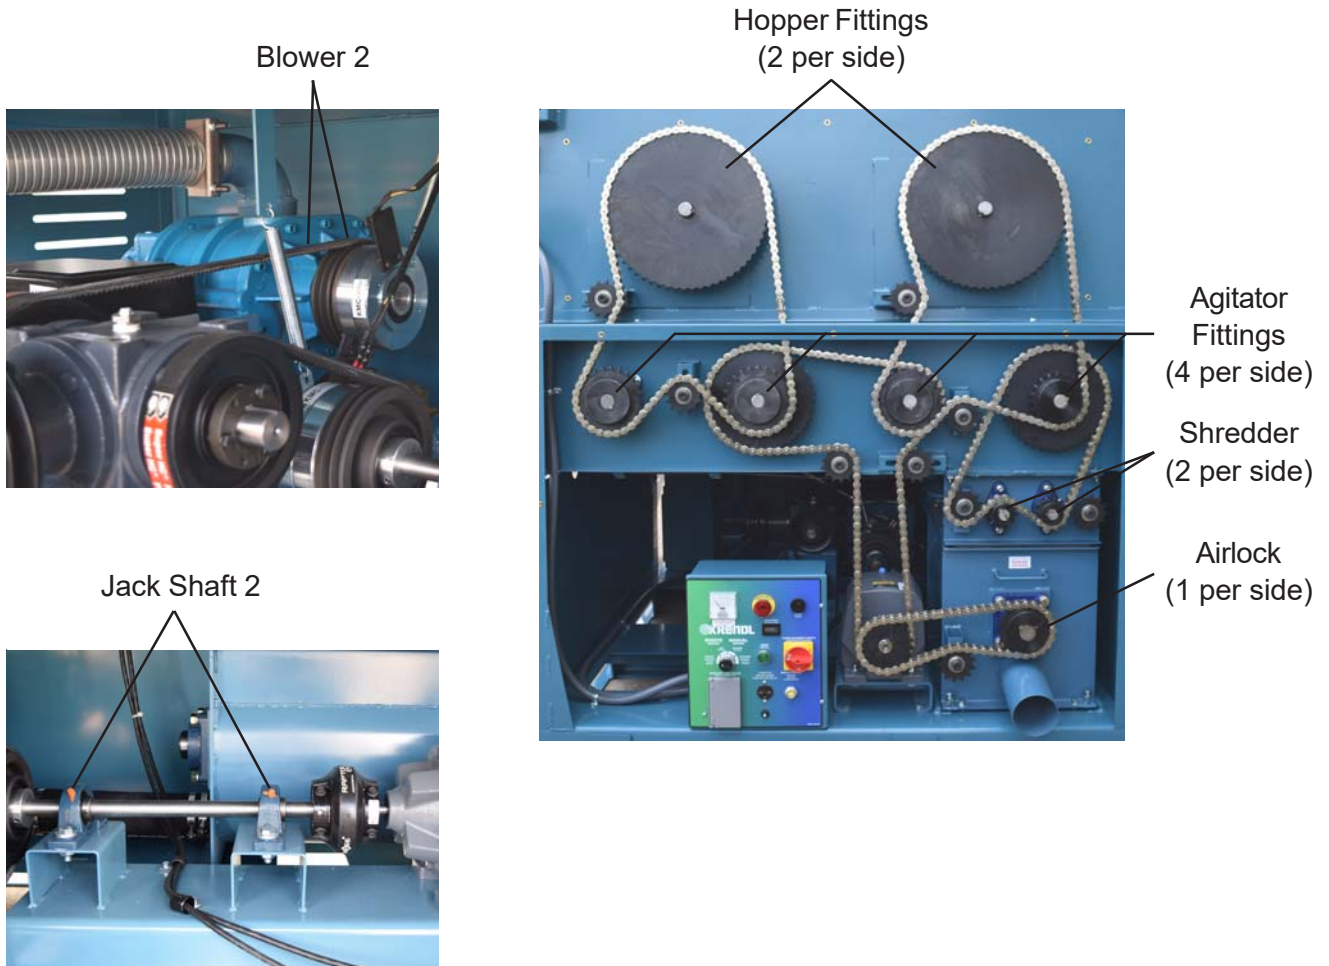 Blower 2
Hopper Fittings
(2 per side)
Agitator
Fittings
(4 per side)
Shredder
(2 per side)
Airlock
(1 per side)
Jack Shaft 2
KRENDL